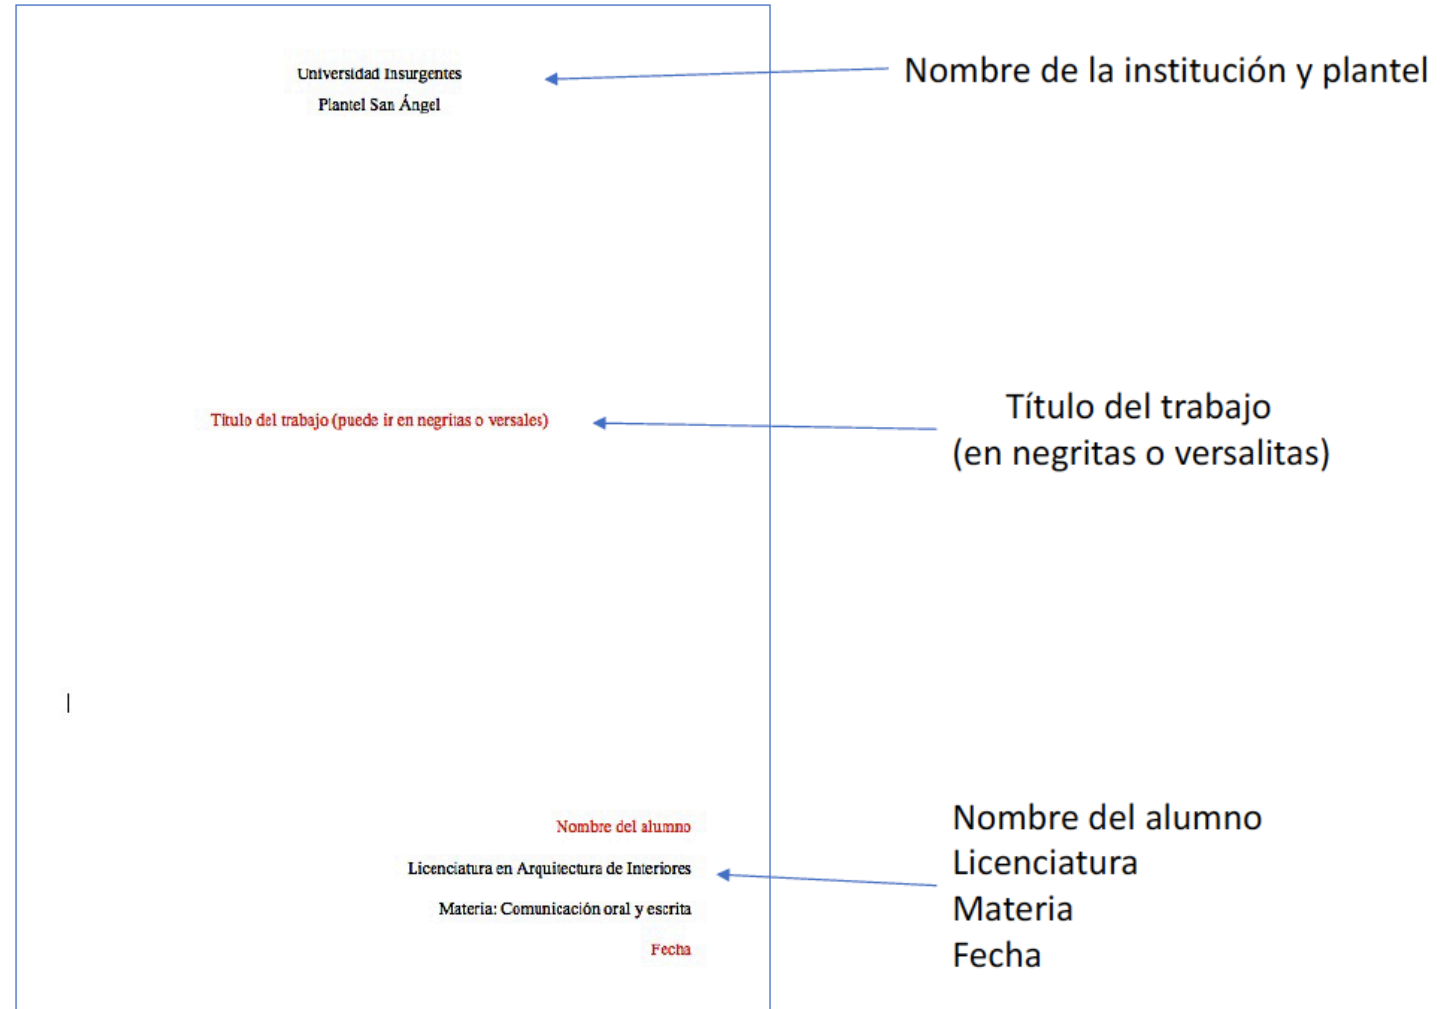 Universidad Insurgentes
Plantel San Ángel
Nombre de la institución y plantel
Título del trabajo (puede ir en negritas o versales)
Título del trabajo
(en negritas o versalitas)
Nombre del alumno
Licenciatura en Arquitectura de Interiores
Materia: Comunicación oral y escrita
Fecha
Nombre del alumno
Licenciatura
Materia
Fecha